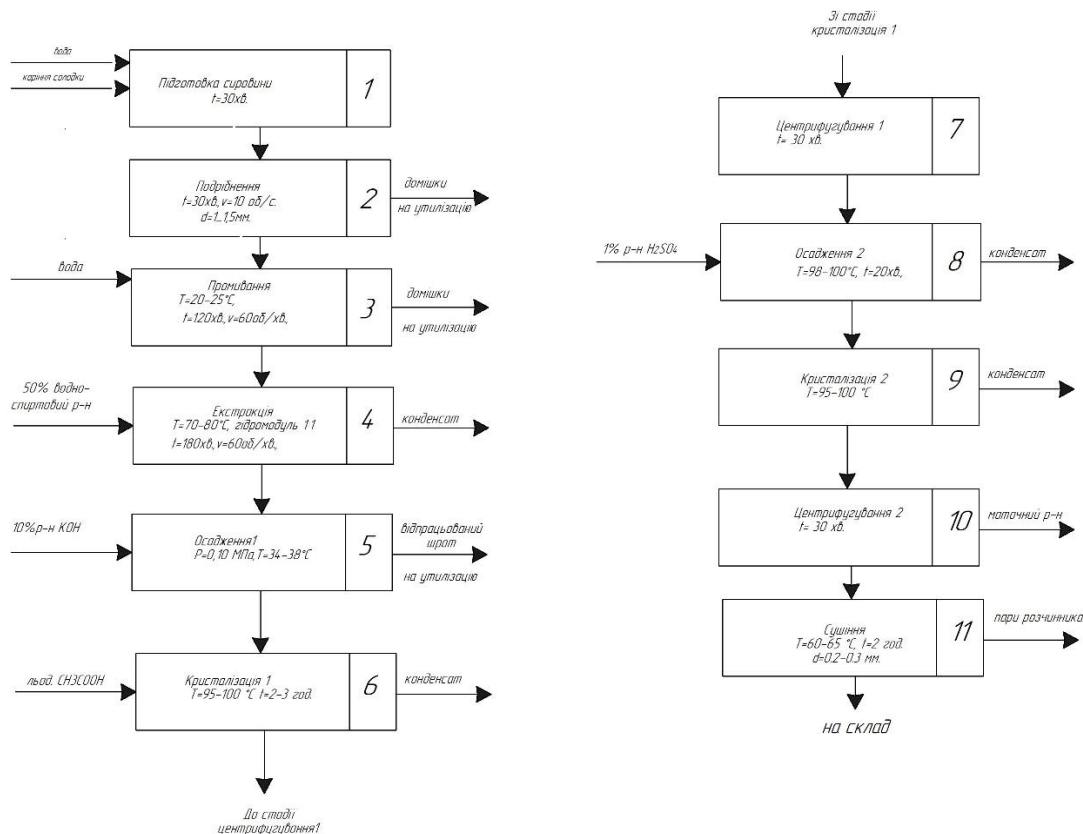 вода
каріння солодки
Підготовка сировини
t=30хв.
1
Подрібнення
t=30хв, v=10 об/с.
d=1...1,5мм.
2
домішки
на утилізацію
вода
Промивання
T=20-25°C,
t=120хв., v=60об/хв.,
3
домішки
на утилізацію
50% водно-
спиртовий р-н
Екстракція
T=70-80°C, гідромодуль 1:1
t=180хв., v=60об/хв.,
4
конденсат
10%р-н KOH
Осадження1
P=0,10 МПа, T=34-38°C
5
відпрацьований
шрот
на утилізацію
льод. CH3COOH
Кристалізація 1
T=95-100 °C t=2-3 год.
6
конденсат
До стадії
центрифугування1
Зі стадії
кристалізація 1
Центрифугування 1
t= 30 хв.
7
1% р-н H2SO4
Осадження 2
T=98-100°C, t=20хв.,
8
конденсат
Кристалізація 2
T=95-100 °C
9
конденсат
Центрифугування 2
t= 30 хв.
10
маточний р-н
Сушіння
T=60-65 °C, t=2 год.
d=0.2-0.3 мм.
11
пари розчинника
на склад